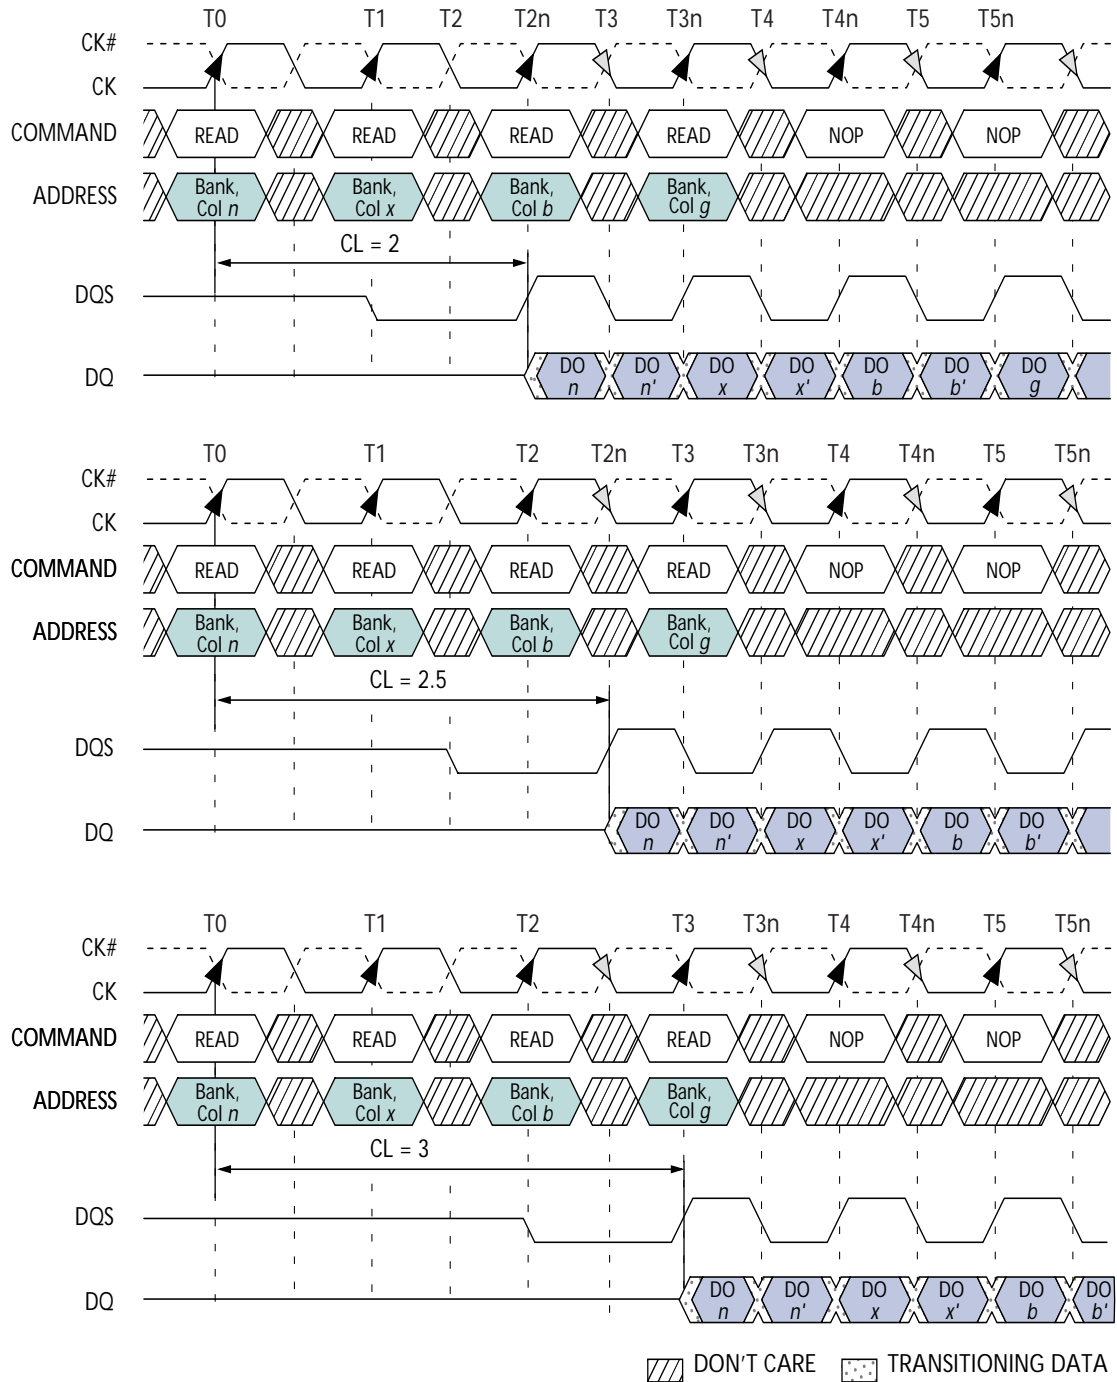 T0 T1 T2 T2n T3 T3n T4 T4n T5 T5n
CK#
CK
COMMAND READ READ READ READ NOP NOP
ADDRESS Bank, Col n Bank, Col x Bank, Col b Bank, Col g
CL = 2
DQS
DQ DO n DO n' DO x DO x' DO b DO b' DO g
T0 T1 T2 T2n T3 T3n T4 T4n T5 T5n
CK#
CK
COMMAND READ READ READ READ NOP NOP
ADDRESS Bank, Col n Bank, Col x Bank, Col b Bank, Col g
CL = 2.5
DQS
DQ DO n DO n' DO x DO x' DO b DO b'
T0 T1 T2 T3 T3n T4 T4n T5 T5n
CK#
CK
COMMAND READ READ READ READ NOP NOP
ADDRESS Bank, Col n Bank, Col x Bank, Col b Bank, Col g
CL = 3
DQS
DQ DO n DO n' DO x DO x' DO b DO b'
DON'T CARE TRANSITIONING DATA